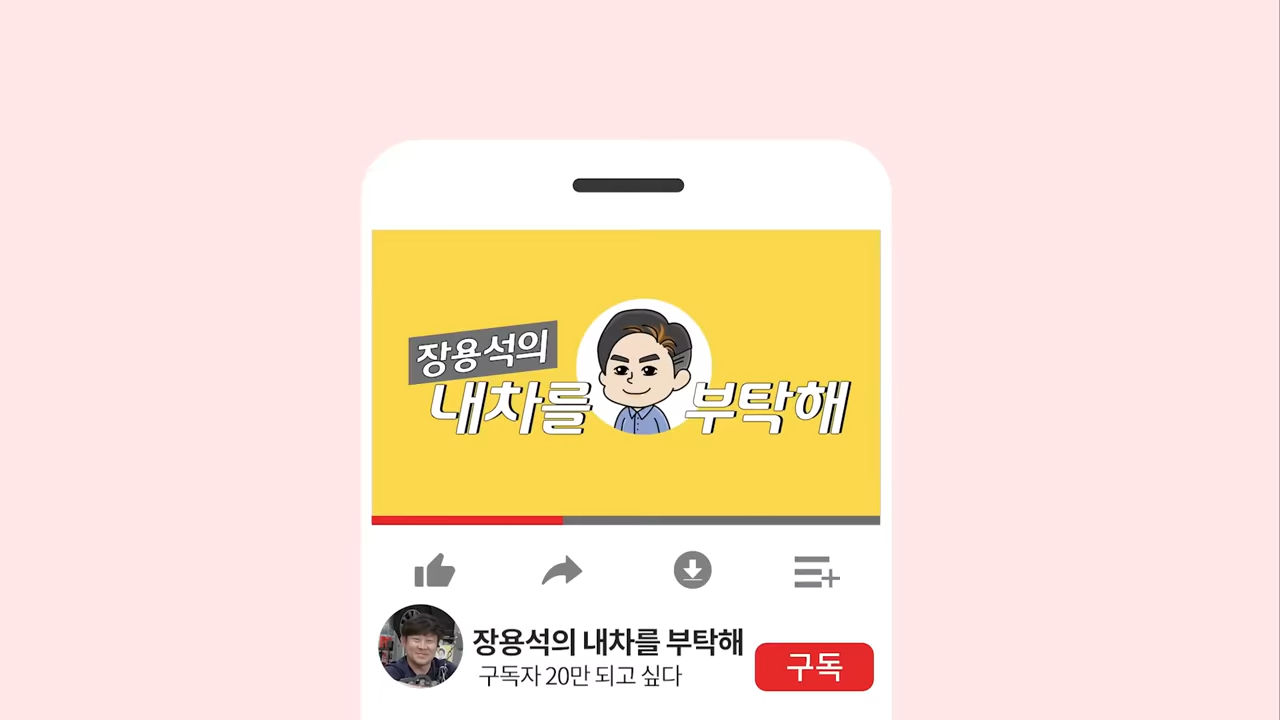 장용석의
내차를 부탁해
장용석의 내차를 부탁해
구독자 20만 되고 싶다
구독